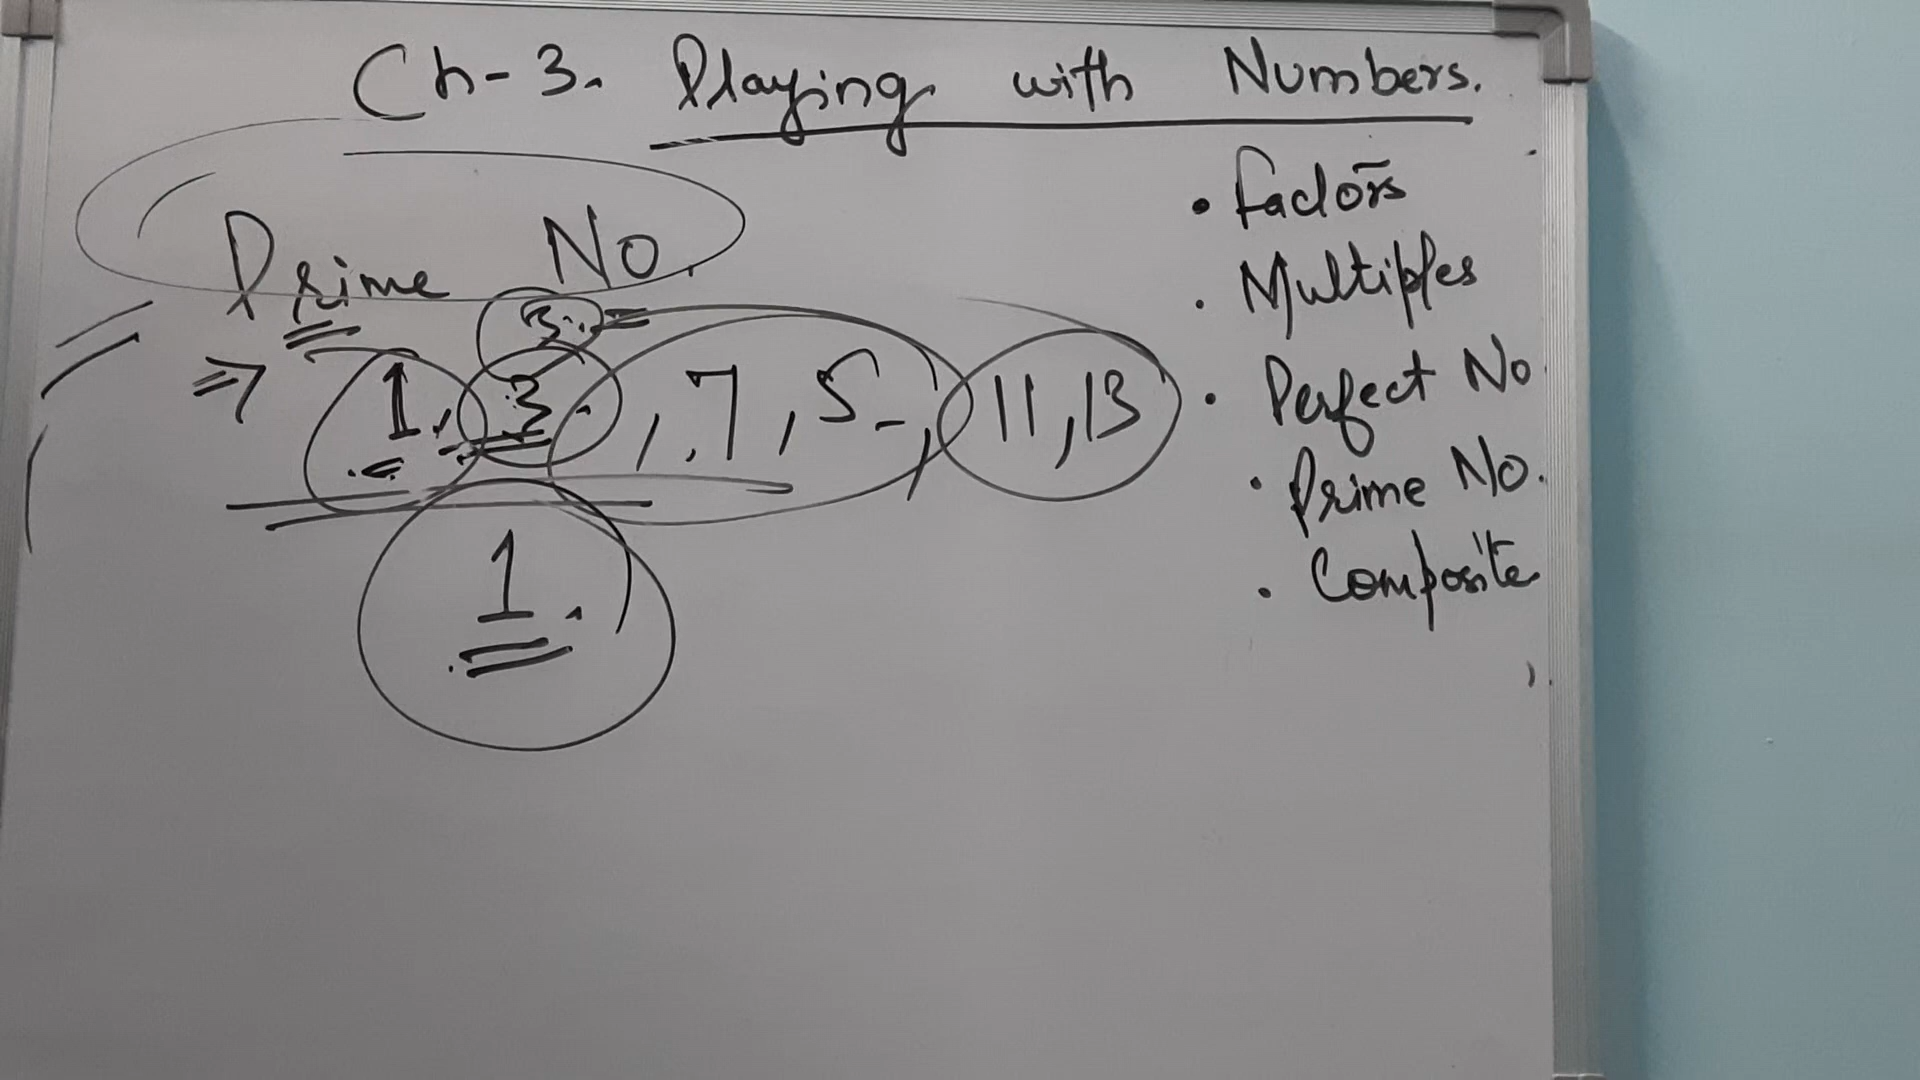 Ch-3. Playing with Numbers.
Prime No.
3.
⇒ 1, 3. , 7, 5, 11, 13
1.
• factors
• Multiples
• Perfect No
• Prime No.
• Composite